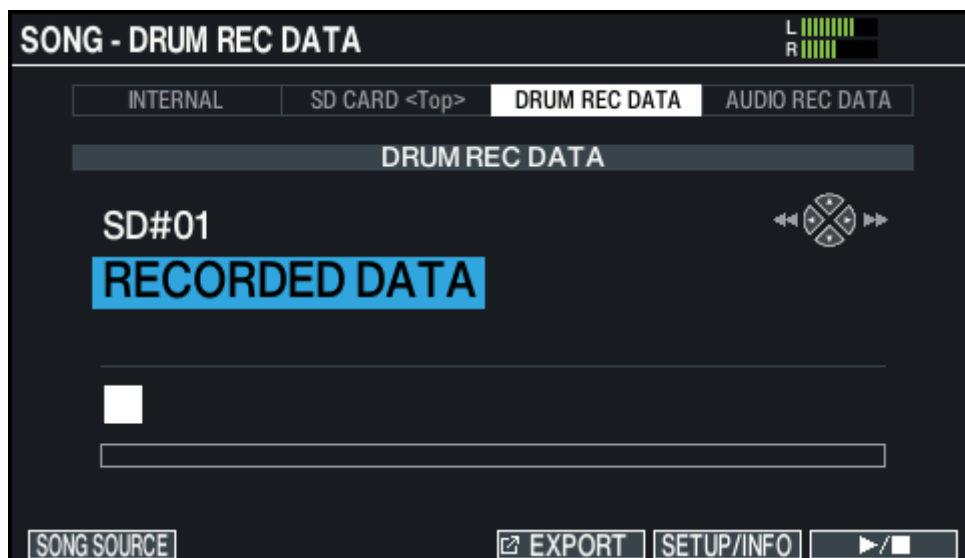 SONG - DRUM REC DATA
L
R
INTERNAL SD CARD <Top> DRUM REC DATA AUDIO REC DATA
DRUM REC DATA
SD#01
RECORDED DATA
SONG SOURCE EXPORT SETUP/INFO ▶/■